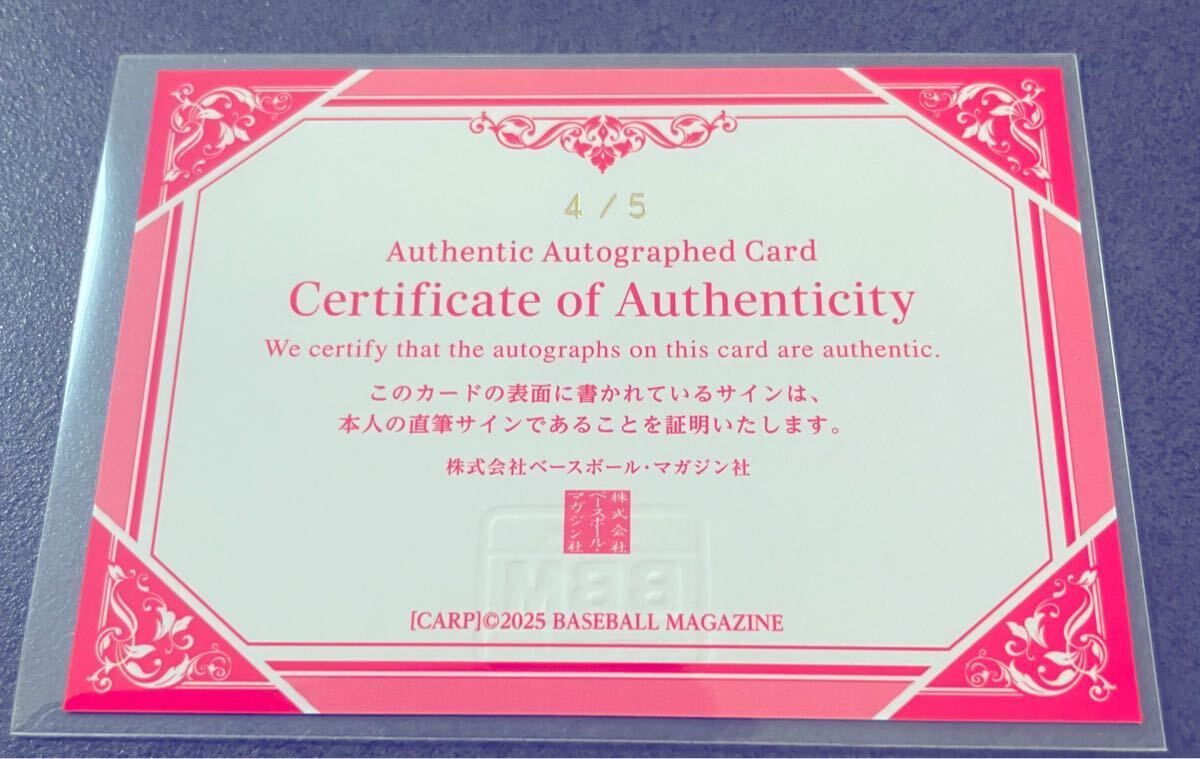 4 / 5
Authentic Autographed Card
Certificate of Authenticity
We certify that the autographs on this card are authentic.
このカードの表面に書かれているサインは、
本人の直筆サインであることを証明いたします。
株式会社ベースボール・マガジン社
株式会社
ベースボール・
マガジン社
BBM
[CARP]©2025 BASEBALL MAGAZINE